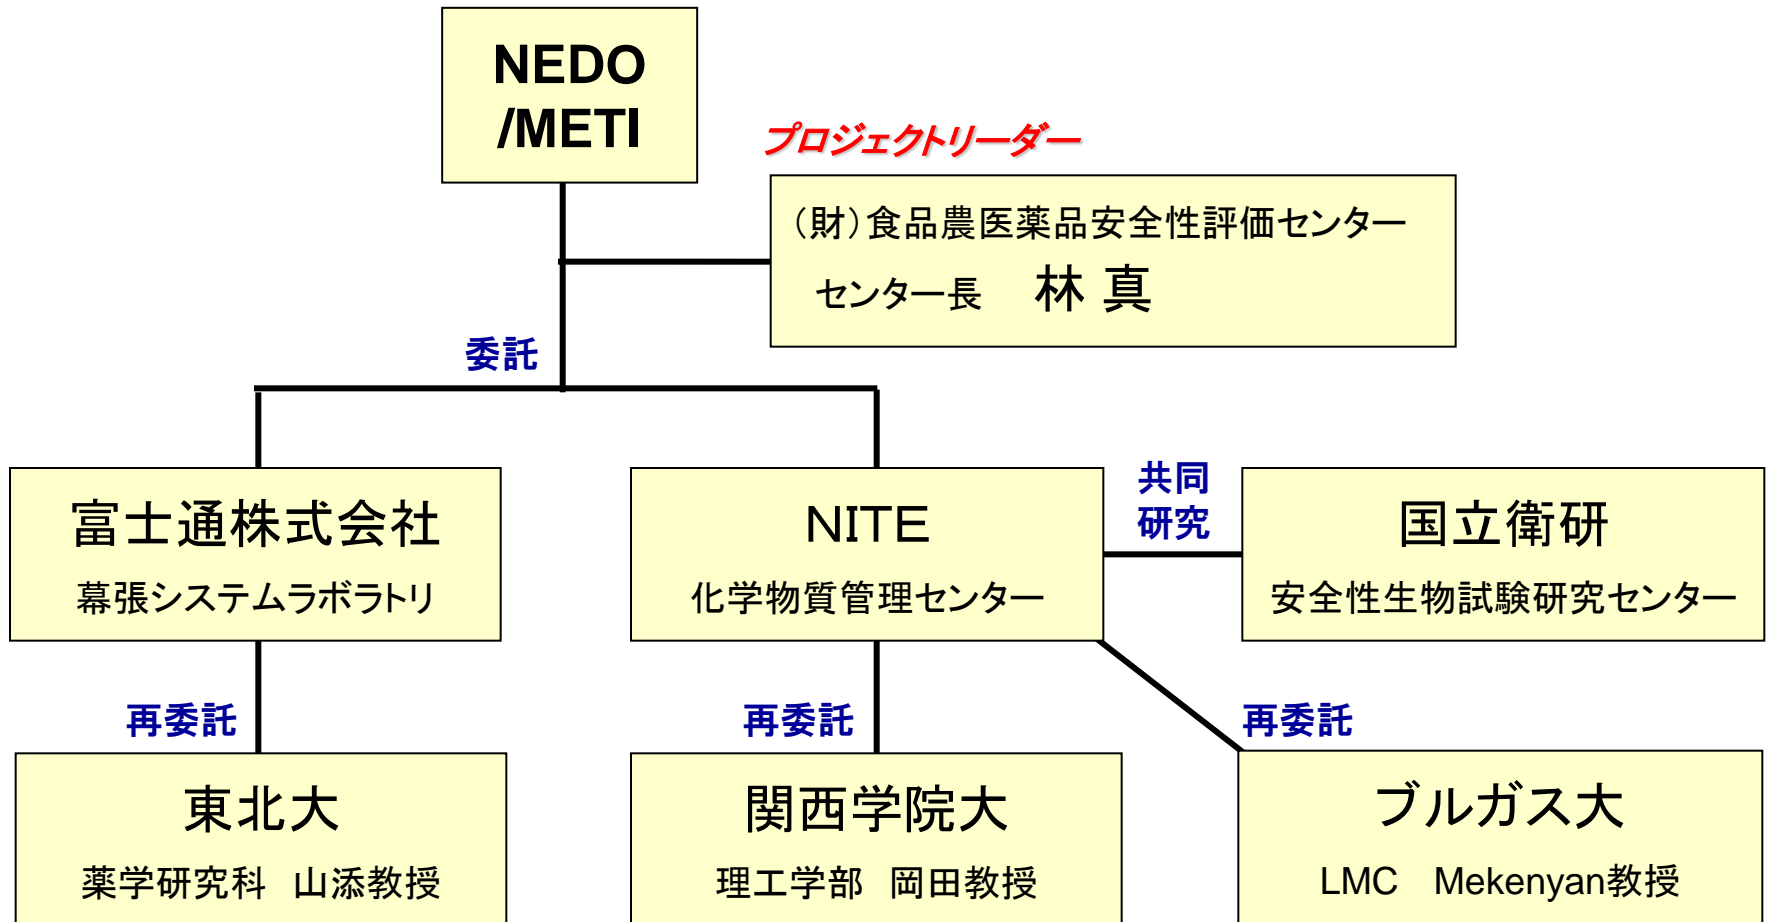 NEDO
/METI
プロジェクトリーダー
（財）食品農医薬品安全性評価センター
センター長　林 真
委託
富士通株式会社
幕張システムラボラトリ
NITE
化学物質管理センター
共同
研究
国立衛研
安全性生物試験研究センター
再委託
再委託
再委託
東北大
薬学研究科　山添教授
関西学院大
理工学部　岡田教授
ブルガス大
LMC　Mekenyan教授